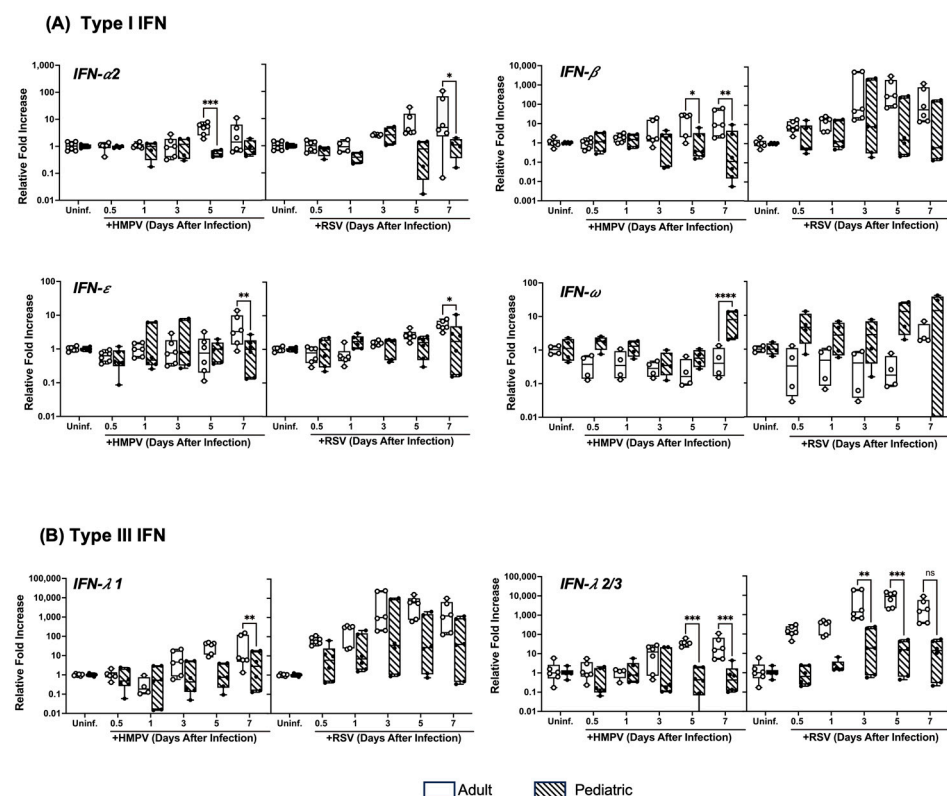 (A) Type I IFN
IFN-α2
Relative Fold Increase
1,000
100
10
1
0.1
0.01
***
*
Uninf. 0.5 1 3 5 7 0.5 1 3 5 7
+HMPV (Days After Infection) +RSV (Days After Infection)
IFN-β
Relative Fold Increase
10,000
1,000
100
10
1
0.1
0.01
0.001
*
**
Uninf. 0.5 1 3 5 7 Uninf. 0.5 1 3 5 7
+HMPV (Days After Infection) +RSV (Days After Infection)
IFN-ε
Relative Fold Increase
100
10
1
0.1
0.01
**
*
Uninf. 0.5 1 3 5 7 Uninf. 0.5 1 3 5 7
+HMPV (Days After Infection) +RSV (Days After Infection)
IFN-ω
Relative Fold Increase
100
10
1
0.1
0.01
****
Uninf. 0.5 1 3 5 7 Uninf. 0.5 1 3 5 7
+HMPV (Days After Infection) +RSV (Days After Infection)
(B) Type III IFN
IFN-λ1
Relative Fold Increase
100,000
10,000
1,000
100
10
1
0.1
0.01
**
Uninf. 0.5 1 3 5 7 Uninf. 0.5 1 3 5 7
+HMPV (Days After Infection) +RSV (Days After Infection)
IFN-λ 2/3
Relative Fold Increase
100,000
10,000
1,000
100
10
1
0.1
0.01
***
***
**
***
ns
Uninf. 0.5 1 3 5 7 Uninf. 0.5 1 3 5 7
+HMPV (Days After Infection) +RSV (Days After Infection)
Adult Pediatric